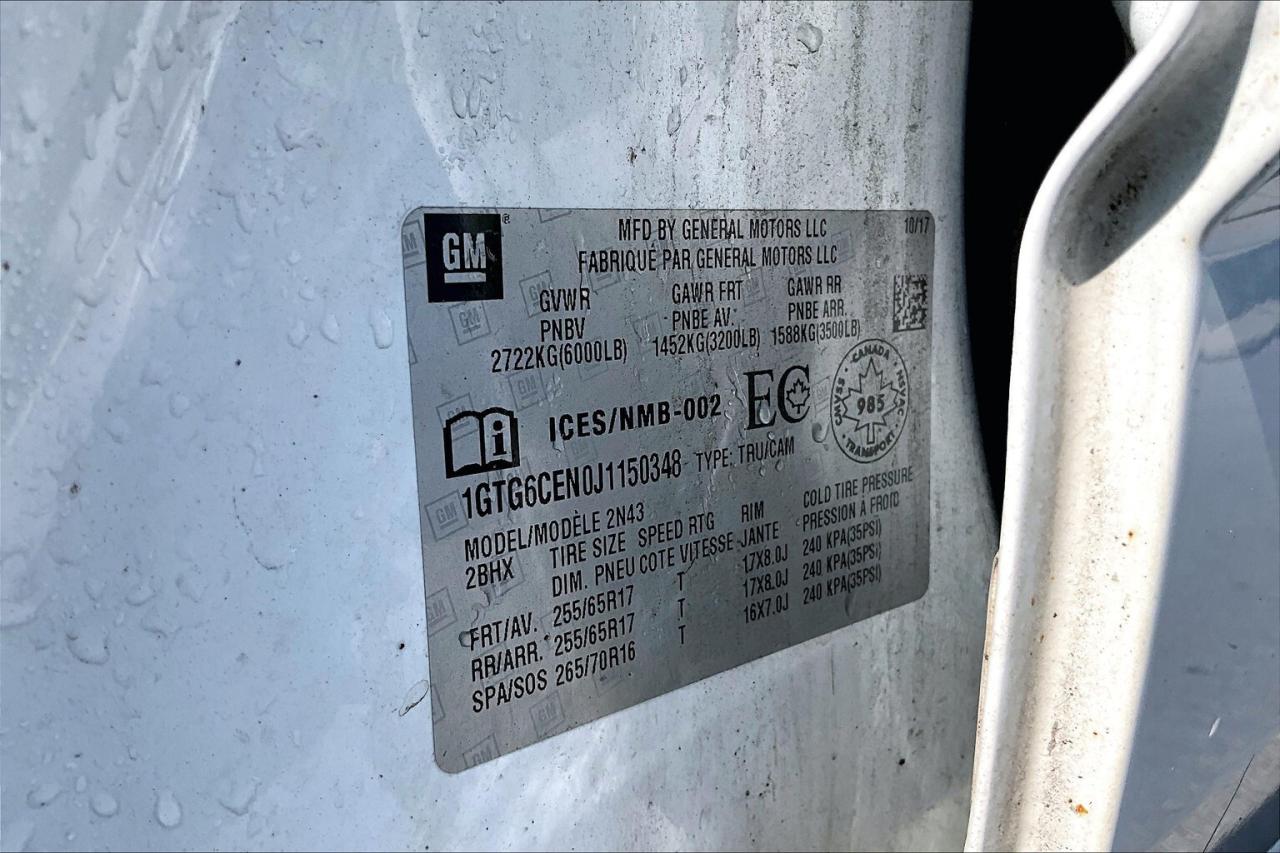 GM ®
MFD BY GENERAL MOTORS LLC
10/17
FABRIQUÉ PAR GENERAL MOTORS LLC
GVWR GAWR FRT GAWR RR
PNBV PNBE AV PNBE ARR.
2722KG(6000LB) 1452KG(3200LB) 1588KG(3500LB)
ICES/NMB-002 EC
CANADA
CMVSS NSVAC
985
TRANSPORT
1GTG6CEN0J1150348 TYPE: TRU/CAM
MODEL/MODÈLE 2N43
2BHX TIRE SIZE SPEED RTG RIM COLD TIRE PRESSURE
DIM. PNEU COTE VITESSE JANTE PRESSION À FROID
FRT/AV. 255/65R17 T 17X8.0J 240 KPA(35PSI)
RR/ARR. 255/65R17 T 17X8.0J 240 KPA(35PSI)
SPA/SOS 265/70R16 T 16X7.0J 240 KPA(35PSI)